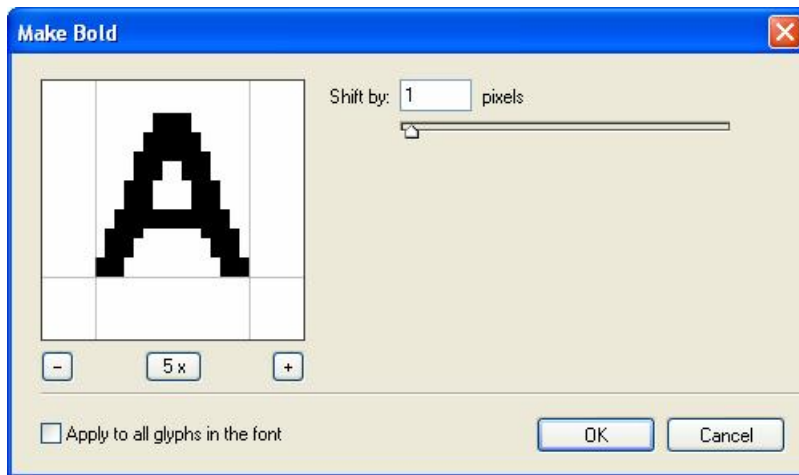 Make Bold
A
Shift by: 1 pixels
- 5 x +
Apply to all glyphs in the font
OK Cancel